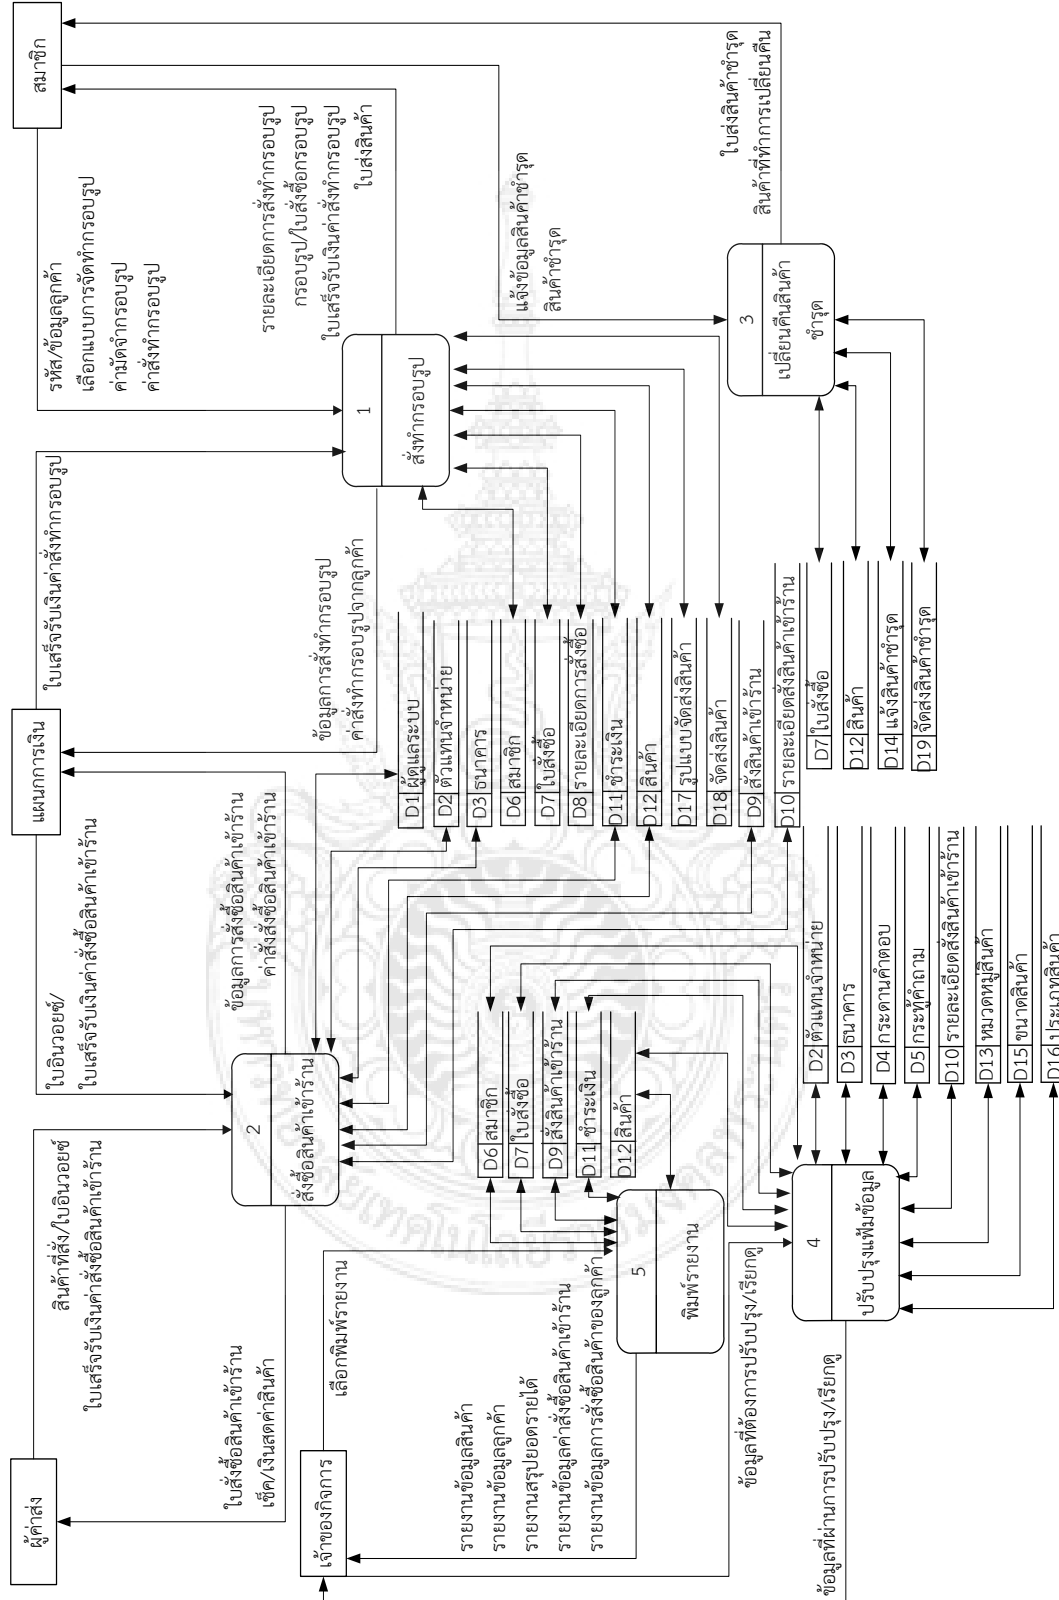 ผู้ค้าส่ง
แผนกการเงิน
สมาชิก
เจ้าของกิจการ
สินค้าที่สั่ง/ใบอินวอยซ์
ใบเสร็จรับเงินค่าสั่งซื้อสินค้าเข้าร้าน
ใบสั่งซื้อสินค้าเข้าร้าน
เช็ค/เงินสดค่าสินค้า
ใบอินวอยซ์/
ใบเสร็จรับเงินค่าสั่งซื้อสินค้าเข้าร้าน
ข้อมูลการสั่งซื้อสินค้าเข้าร้าน
ค่าสั่งสั่งซื้อสินค้าเข้าร้าน
ใบเสร็จรับเงินค่าสั่งทำกรอบรูป
ข้อมูลการสั่งทำกรอบรูป
ค่าสั่งทำกรอบรูปจากลูกค้า
รหัส/ข้อมูลลูกค้า
เลือกแบบการจัดทำกรอบรูป
ค่ามัดจำกรอบรูป
ค่าสั่งทำกรอบรูป
รายละเอียดการสั่งทำกรอบรูป
กรอบรูป/ใบสั่งซื้อกรอบรูป
ใบเสร็จรับเงินค่าสั่งทำกรอบรูป
ใบส่งสินค้า
แจ้งข้อมูลสินค้าชำรุด
สินค้าชำรุด
ใบส่งสินค้าชำรุด
สินค้าที่ทำการเปลี่ยนคืน
2
สั่งซื้อสินค้าเข้าร้าน
1
สั่งทำกรอบรูป
3
เปลี่ยนคืนสินค้า
ชำรุด
D1 ผู้ดูแลระบบ
D2 ตัวแทนจำหน่าย
D3 ธนาคาร
D6 สมาชิก
D7 ใบสั่งซื้อ
D8 รายละเอียดการสั่งซื้อ
D11 ชำระเงิน
D12 สินค้า
D17 รูปแบบจัดส่งสินค้า
D18 จัดส่งสินค้า
D9 สั่งสินค้าเข้าร้าน
D10 รายละเอียดสั่งสินค้าเข้าร้าน
D7 ใบสั่งซื้อ
D12 สินค้า
D14 แจ้งสินค้าชำรุด
D19 จัดส่งสินค้าชำรุด
เลือกพิมพ์รายงาน
รายงานข้อมูลสินค้า
รายงานข้อมูลลูกค้า
รายงานสรุปยอดรายได้
รายงานข้อมูลค่าสั่งซื้อสินค้าเข้าร้าน
รายงานข้อมูลการสั่งซื้อสินค้าของลูกค้า
5
พิมพ์รายงาน
D6 สมาชิก
D7 ใบสั่งซื้อ
D9 สั่งสินค้าเข้าร้าน
D11 ชำระเงิน
D12 สินค้า
ข้อมูลที่ต้องการปรับปรุง/เรียกดู
ข้อมูลที่ผ่านการปรับปรุง/เรียกดู
4
ปรับปรุงแฟ้มข้อมูล
D2 ตัวแทนจำหน่าย
D3 ธนาคาร
D4 กระดานคำตอบ
D5 กระทู้คำถาม
D10 รายละเอียดสั่งสินค้าเข้าร้าน
D13 หมวดหมู่สินค้า
D15 ขนาดสินค้า
D16 ประเภทสินค้า